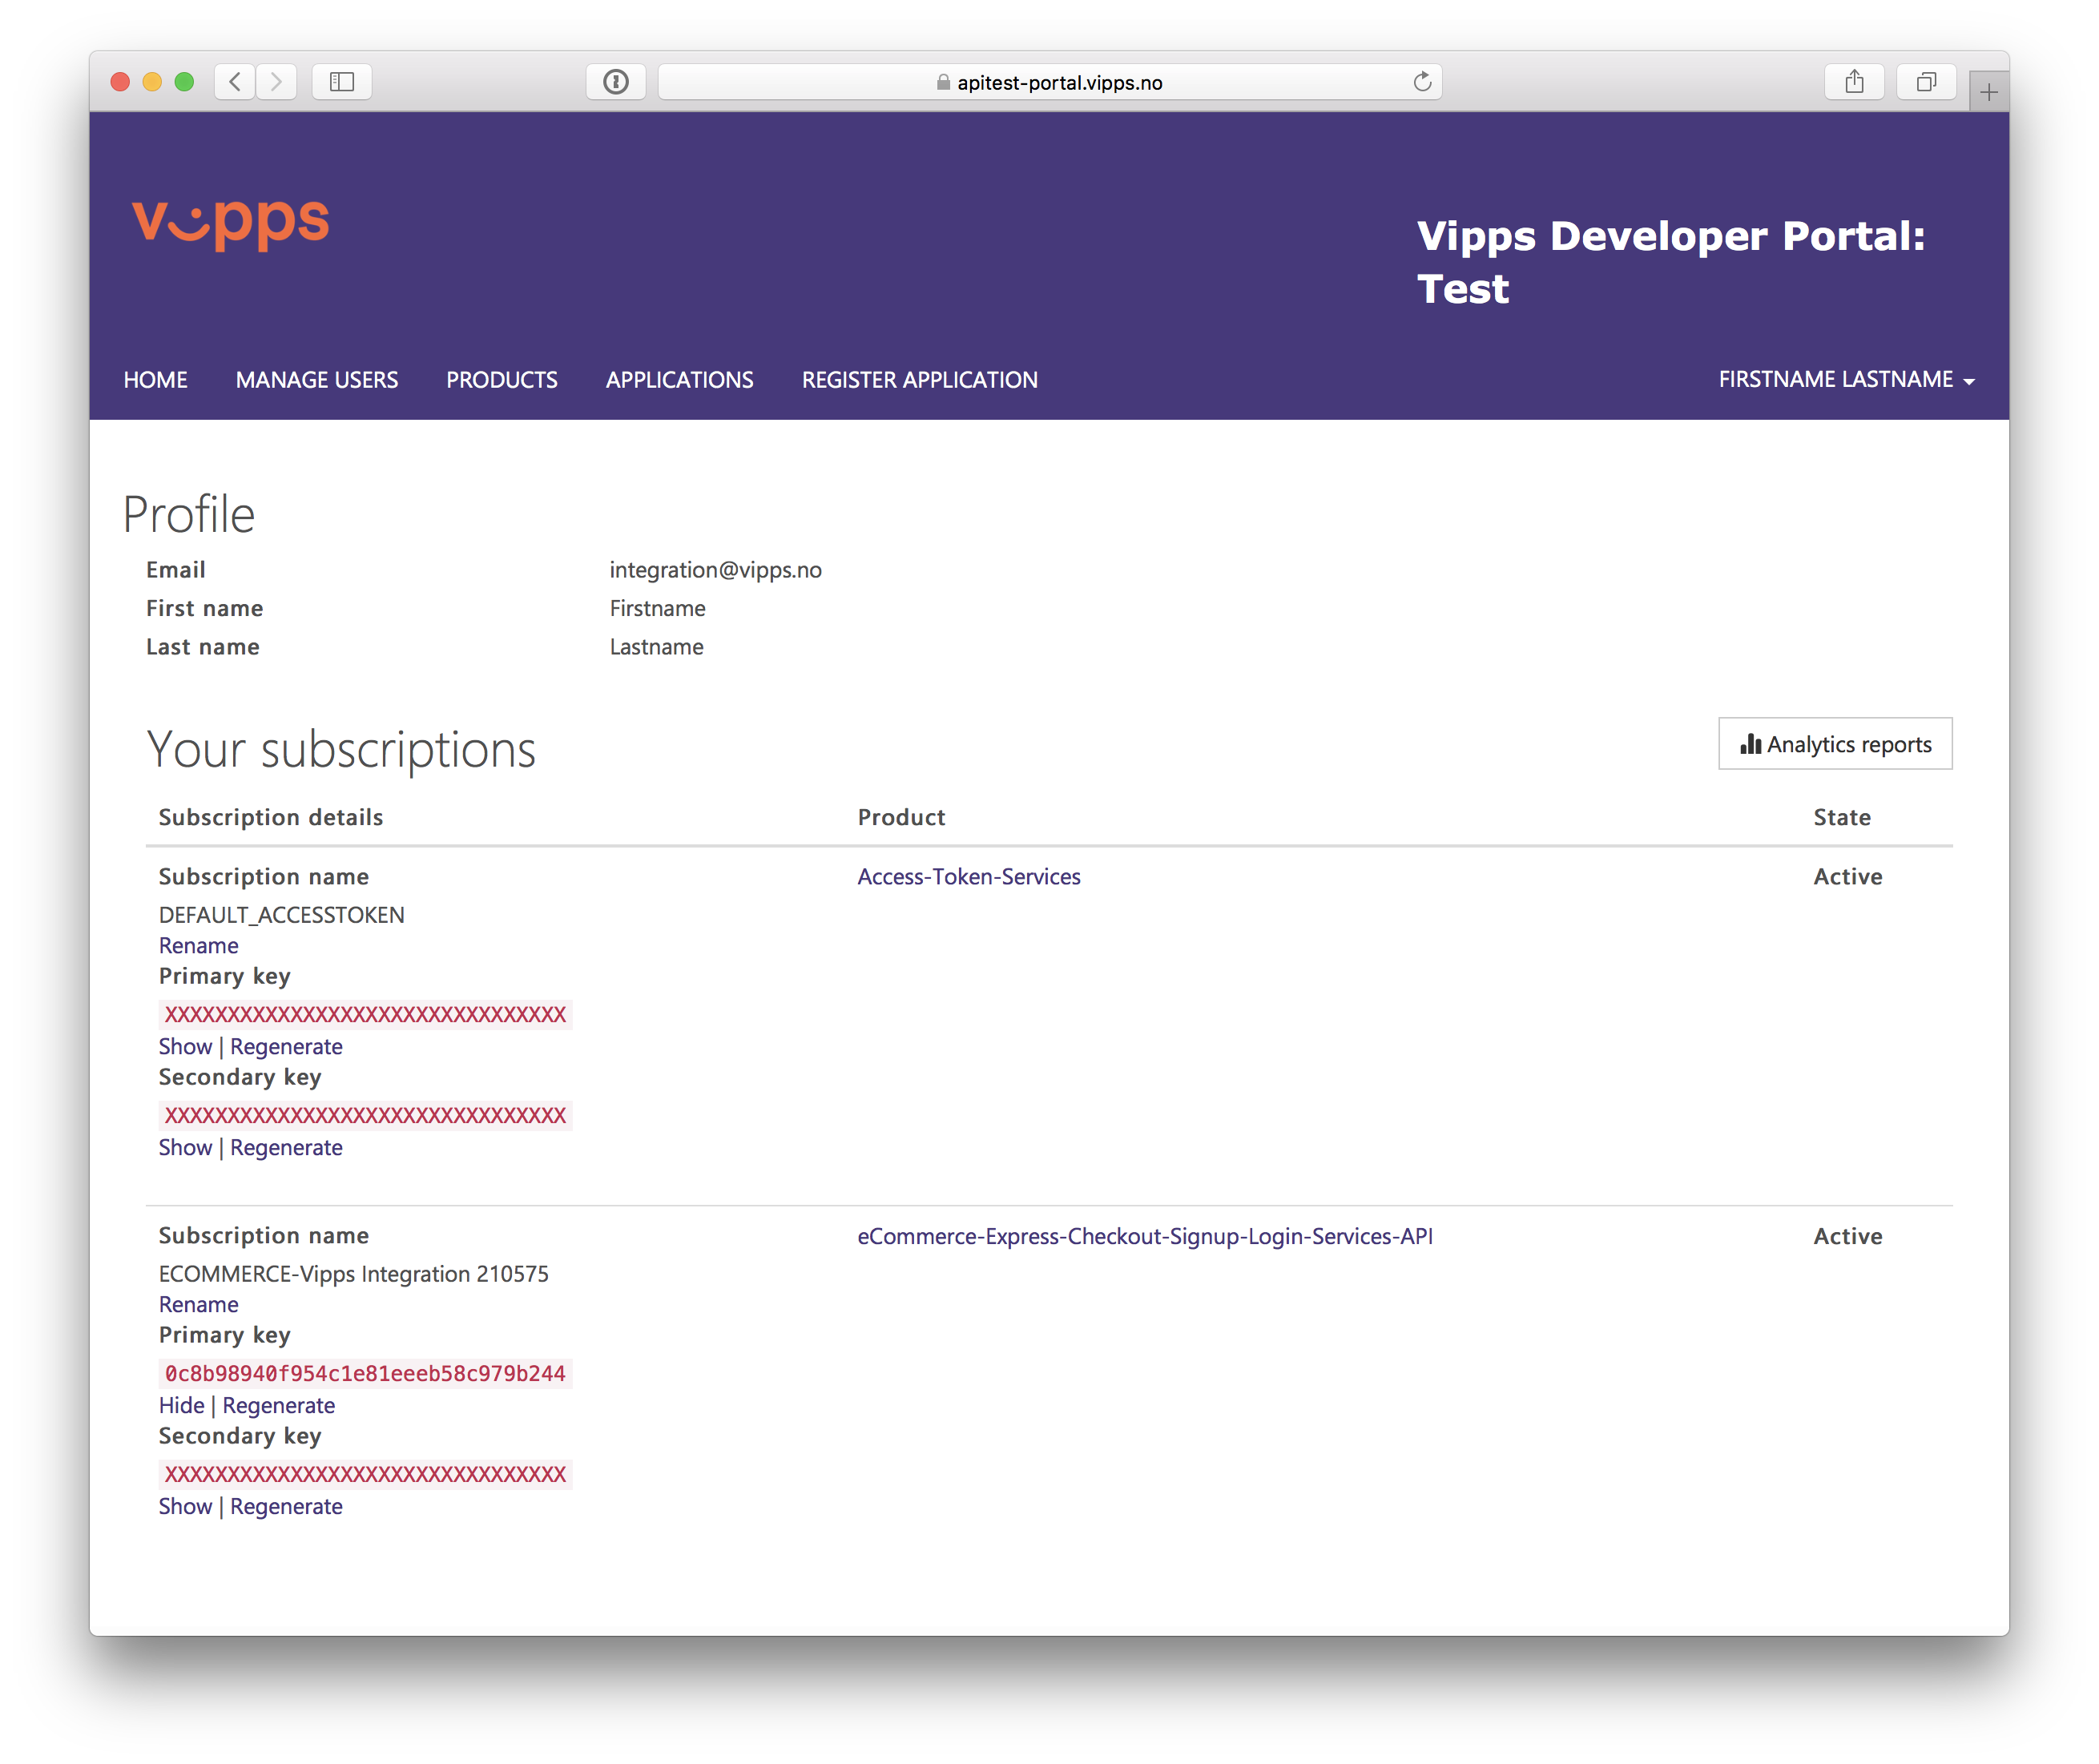 apitest-portal.vipps.no
vipps
Vipps Developer Portal:
Test
HOME MANAGE USERS PRODUCTS APPLICATIONS REGISTER APPLICATION FIRSTNAME LASTNAME
Profile
Email integration@vipps.no
First name Firstname
Last name Lastname
Your subscriptions Analytics reports
Subscription details Product State
Subscription name Access-Token-Services Active
DEFAULT_ACCESSTOKEN
Rename
Primary key
XXXXXXXXXXXXXXXXXXXXXXXXXXXXXXXX
Show | Regenerate
Secondary key
XXXXXXXXXXXXXXXXXXXXXXXXXXXXXXXX
Show | Regenerate
Subscription name eCommerce-Express-Checkout-Signup-Login-Services-API Active
ECOMMERCE-Vipps Integration 210575
Rename
Primary key
0c8b98940f954c1e81eeeb58c979b244
Hide | Regenerate
Secondary key
XXXXXXXXXXXXXXXXXXXXXXXXXXXXXXXX
Show | Regenerate